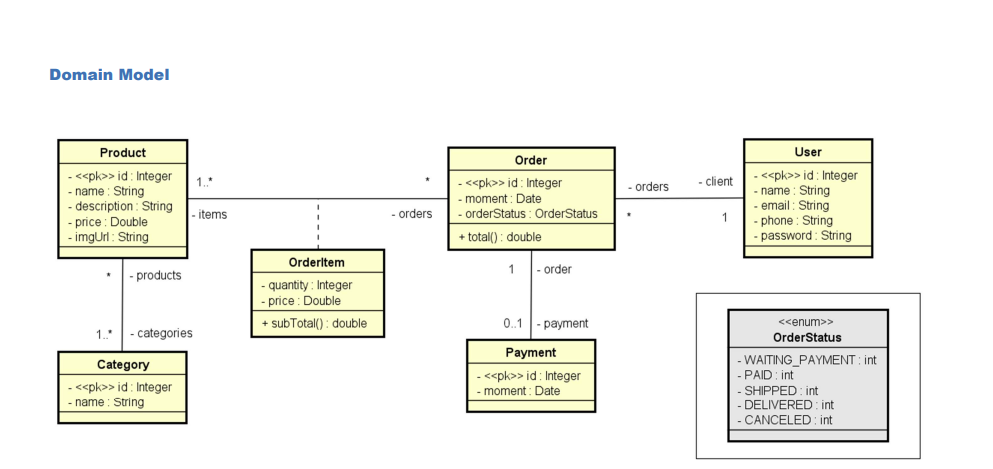 Domain Model
Product
- <<pk>> id : Integer
- name : String
- description : String
- price : Double
- imgUrl : String
1..*
- items
*
- orders
Order
- <<pk>> id : Integer
- moment : Date
- orderStatus : OrderStatus
+ total() : double
- orders
*
- client
1
User
- <<pk>> id : Integer
- name : String
- email : String
- phone : String
- password : String
OrderItem
- quantity : Integer
- price : Double
+ subTotal() : double
* - products
1..* - categories
Category
- <<pk>> id : Integer
- name : String
1 - order
0..1 - payment
Payment
- <<pk>> id : Integer
- moment : Date
<<enum>>
OrderStatus
- WAITING_PAYMENT : int
- PAID : int
- SHIPPED : int
- DELIVERED : int
- CANCELED : int